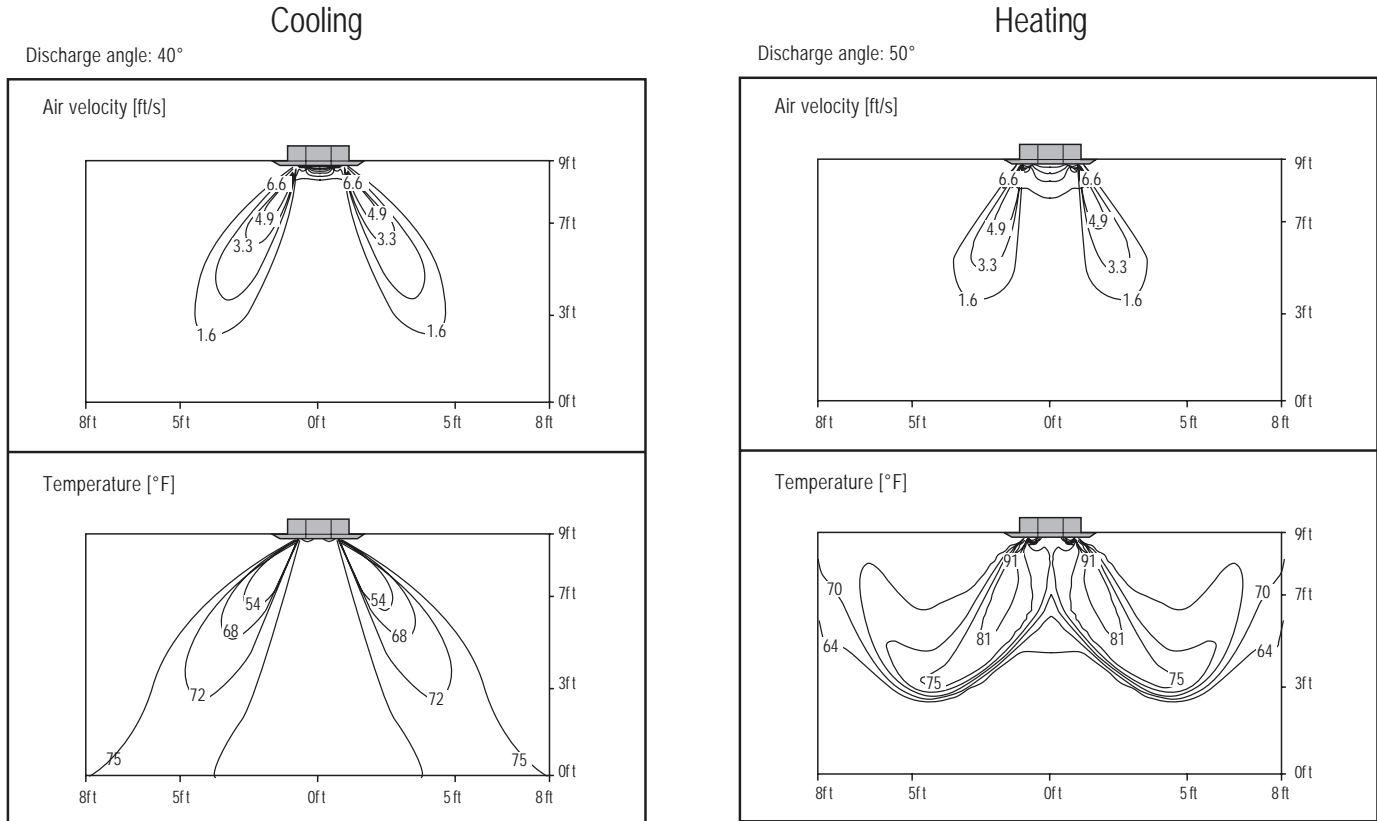 Cooling
Discharge angle: 40°
Air velocity [ft/s]
9ft
6.6 6.6
4.9 4.9
7ft
3.3 3.3
3ft
1.6 1.6
0ft
8ft 5ft 0ft 5ft 8ft
Temperature [°F]
9ft
54 54
7ft
68 68
72 72
3ft
75 75
0ft
8ft 5ft 0ft 5ft 8ft
Heating
Discharge angle: 50°
Air velocity [ft/s]
9ft
6.6 6.6
4.9 4.9
7ft
3.3 3.3
1.6 1.6
3ft
0ft
8ft 5ft 0ft 5ft 8ft
Temperature [°F]
9ft
91 91
70 70
7ft
81 81
64 64
75 75
3ft
0ft
8ft 5ft 0ft 5ft 8ft